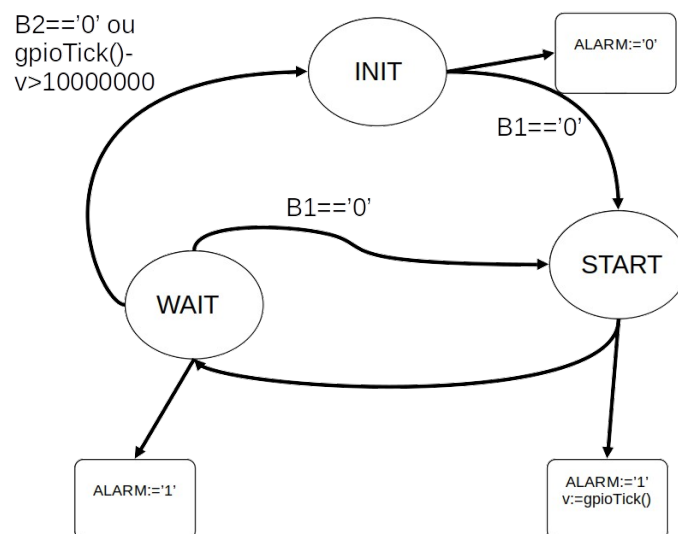 B2=='0' ou
gpioTick()-
v>10000000
INIT
ALARM:='0'
B1=='0'
B1=='0'
START
WAIT
ALARM:='1'
ALARM:='1'
v:=gpioTick()